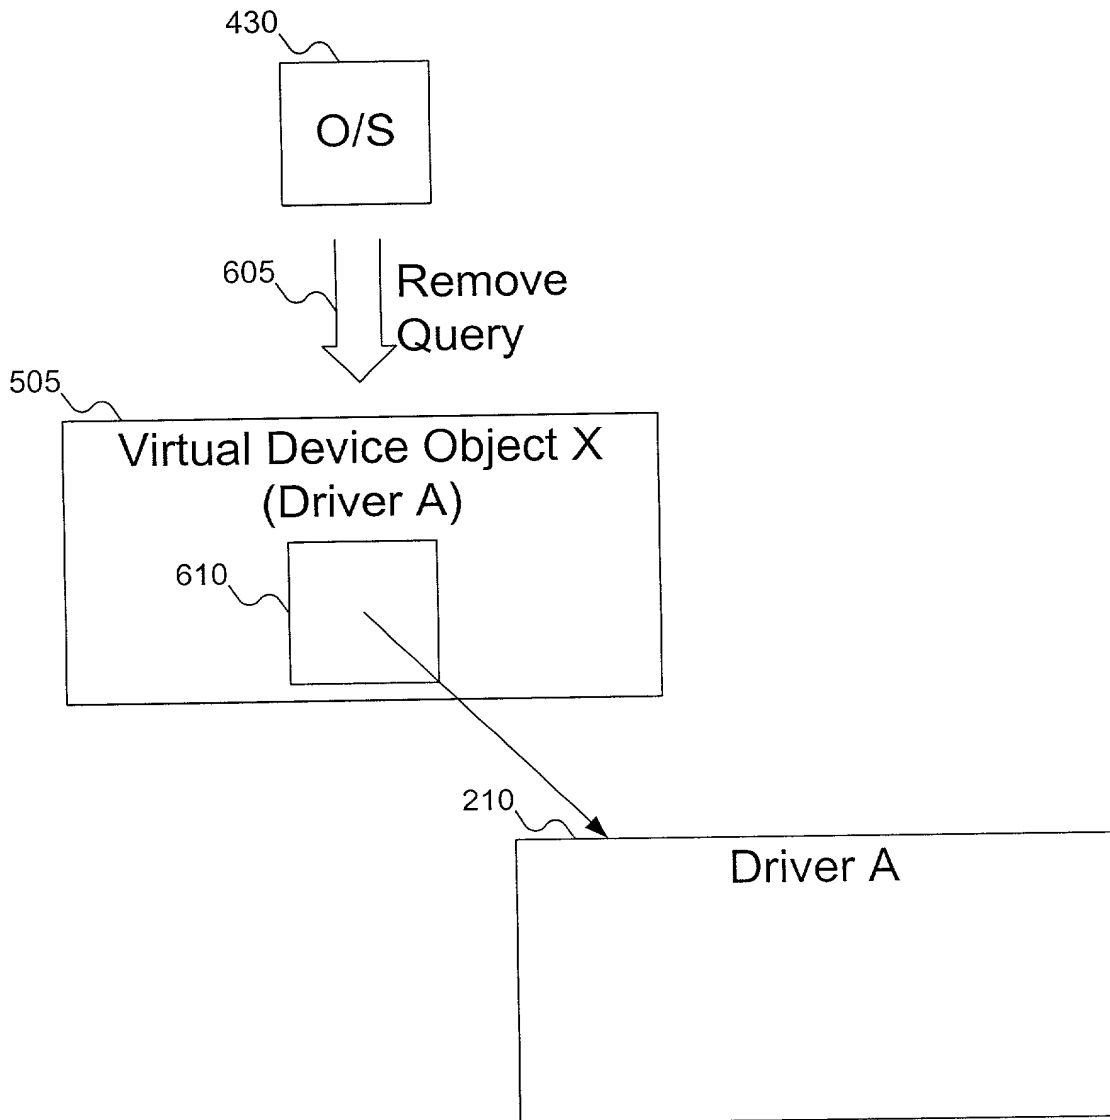 430
O/S
605
Remove
Query
505
Virtual Device Object X
(Driver A)
610
210
Driver A